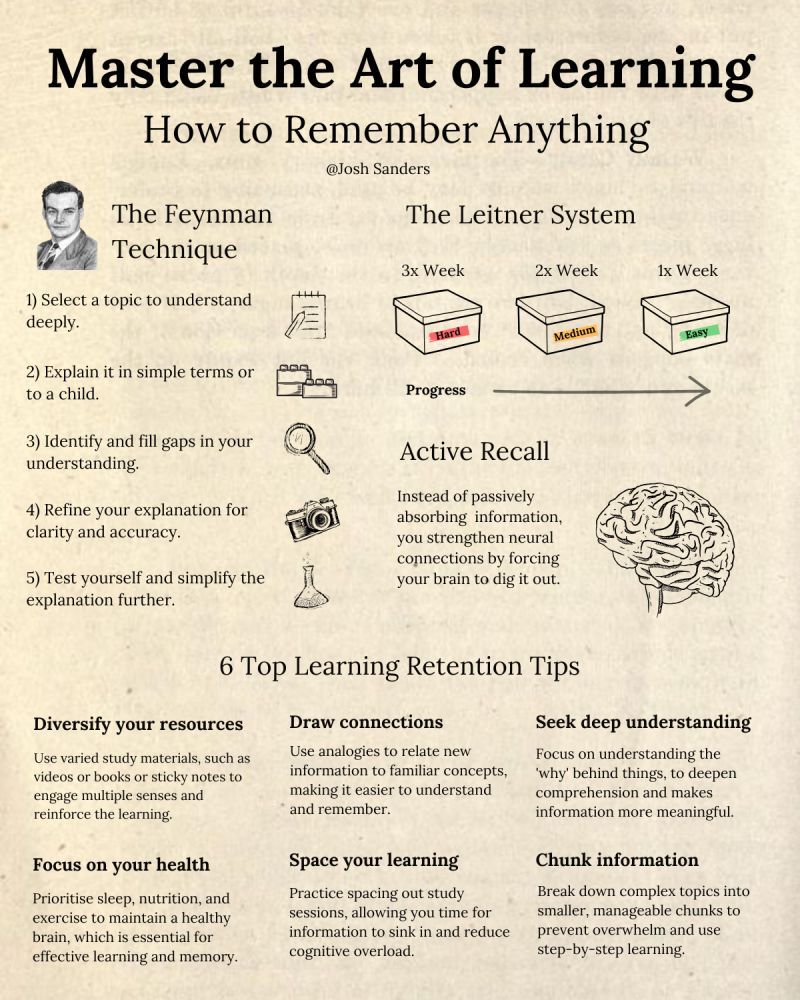 Master the Art of Learning
How to Remember Anything
@Josh Sanders
The Feynman
Technique
1) Select a topic to understand
deeply.
2) Explain it in simple terms or
to a child.
3) Identify and fill gaps in your
understanding.
4) Refine your explanation for
clarity and accuracy.
5) Test yourself and simplify the
explanation further.
The Leitner System
3x Week
2x Week
1x Week
Hard
Medium
Easy
Progress
Active Recall
Instead of passively
absorbing information,
you strengthen neural
connections by forcing
your brain to dig it out.
6 Top Learning Retention Tips
Diversify your resources
Use varied study materials, such as
videos or books or sticky notes to
engage multiple senses and
reinforce the learning.
Draw connections
Use analogies to relate new
information to familiar concepts,
making it easier to understand
and remember.
Seek deep understanding
Focus on understanding the
'why' behind things, to deepen
comprehension and makes
information more meaningful.
Focus on your health
Prioritise sleep, nutrition, and
exercise to maintain a healthy
brain, which is essential for
effective learning and memory.
Space your learning
Practice spacing out study
sessions, allowing you time for
information to sink in and reduce
cognitive overload.
Chunk information
Break down complex topics into
smaller, manageable chunks to
prevent overwhelm and use
step-by-step learning.